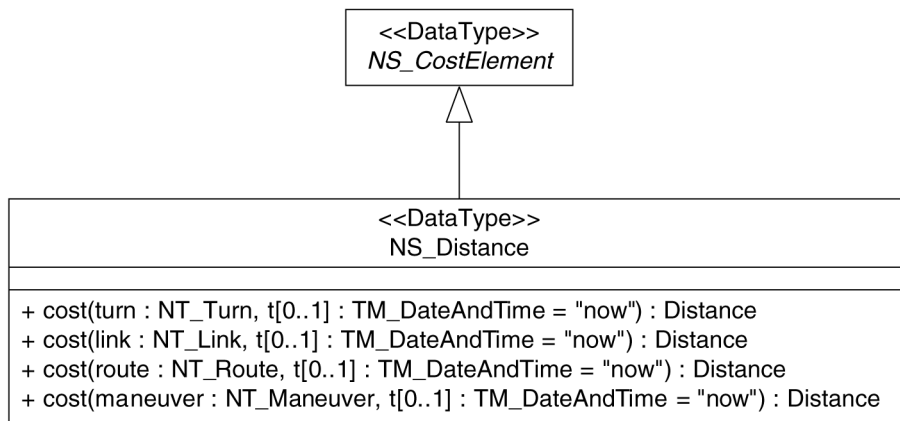 <<DataType>>
NS_CostElement
<<DataType>>
NS_Distance
+ cost(turn : NT_Turn, t[0..1] : TM_DateAndTime = "now") : Distance
+ cost(link : NT_Link, t[0..1] : TM_DateAndTime = "now") : Distance
+ cost(route : NT_Route, t[0..1] : TM_DateAndTime = "now") : Distance
+ cost(maneuver : NT_Maneuver, t[0..1] : TM_DateAndTime = "now") : Distance